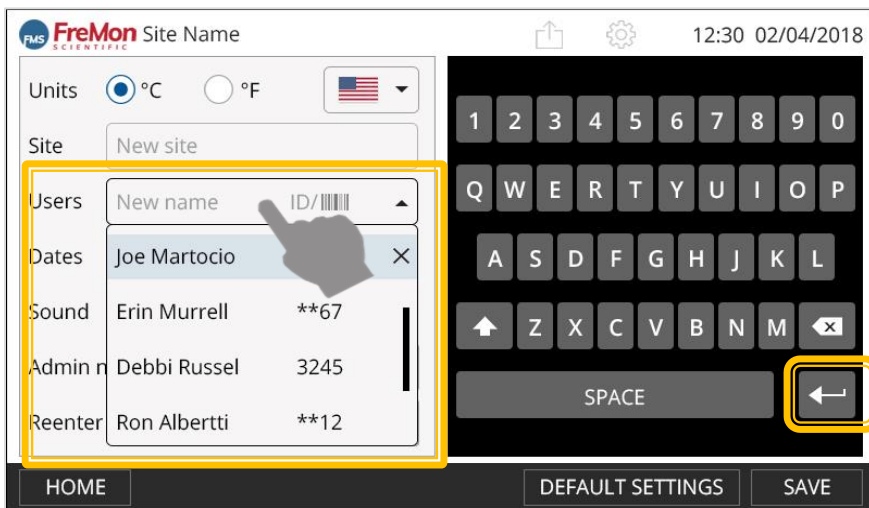 FMS FreMon SCIENTIFIC Site Name 12:30 02/04/2018
Units °C °F
Site New site
Users New name ID/
Dates Joe Martocio
Sound Erin Murrell **67
Admin n Debbi Russel 3245
Reenter Ron Albertti **12
1 2 3 4 5 6 7 8 9 0
Q W E R T Y U I O P
A S D F G H J K L
Z X C V B N M
SPACE
HOME DEFAULT SETTINGS SAVE